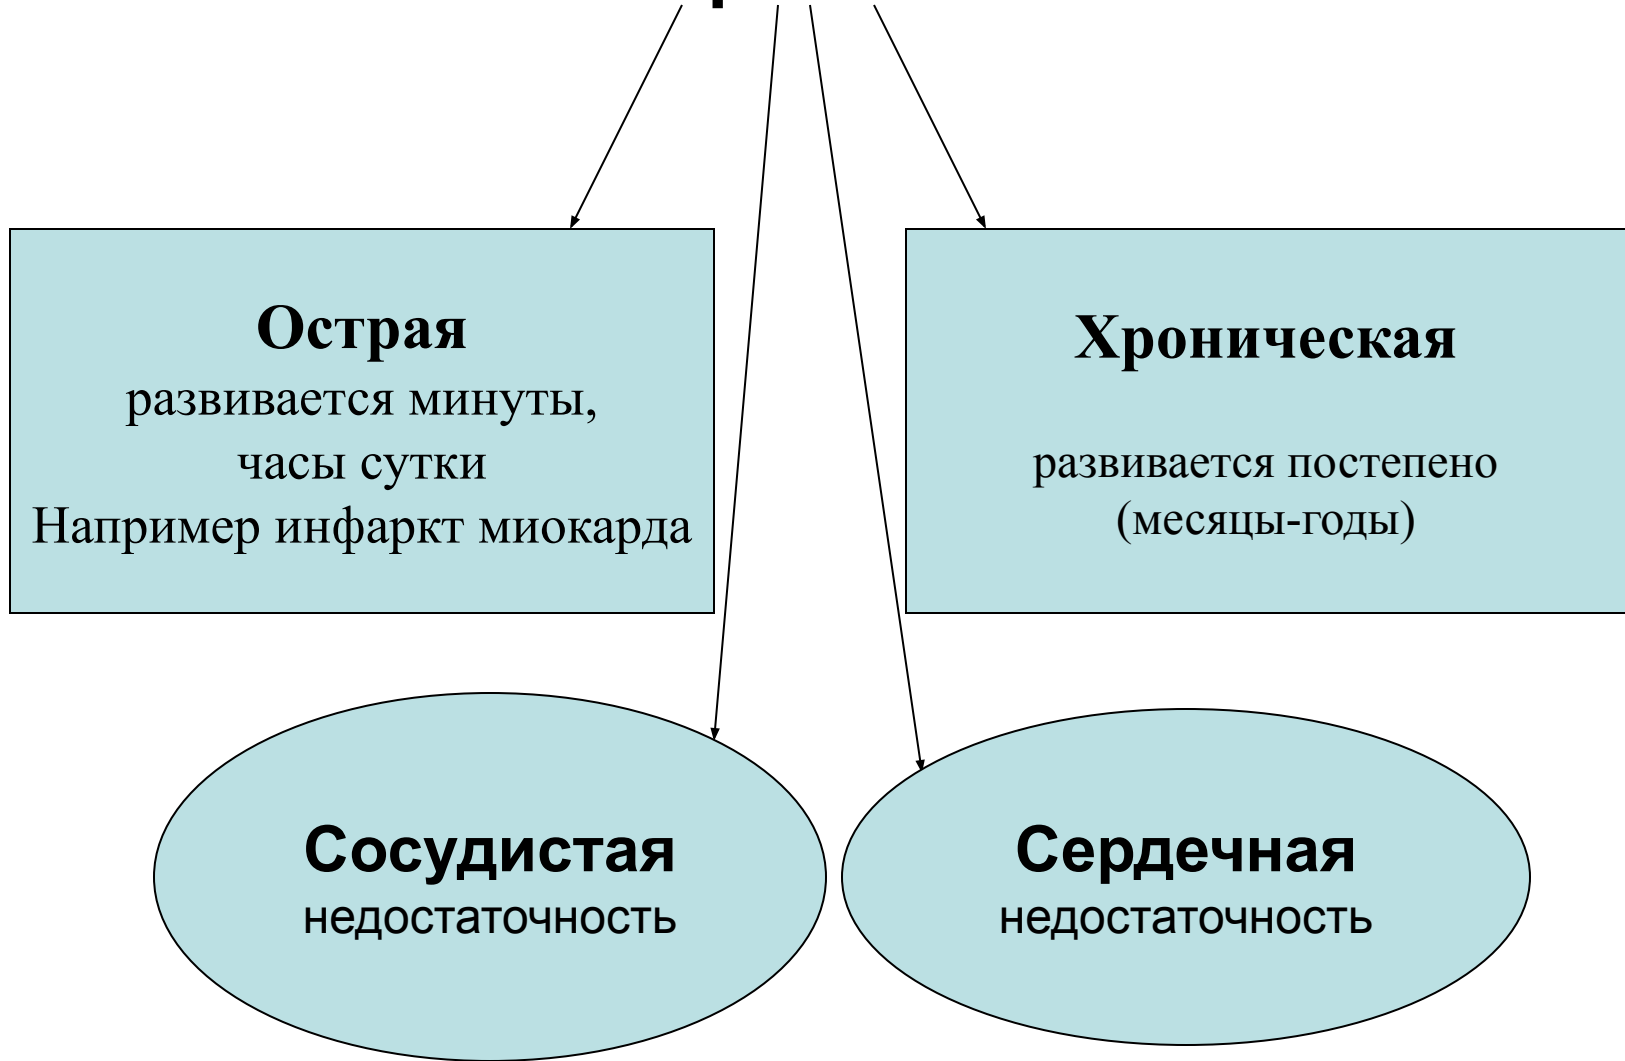 Острая
развивается минуты,
часы сутки
Например инфаркт миокарда
Хроническая
развивается постепено
(месяцы-годы)
Сосудистая
недостаточность
Сердечная
недостаточность